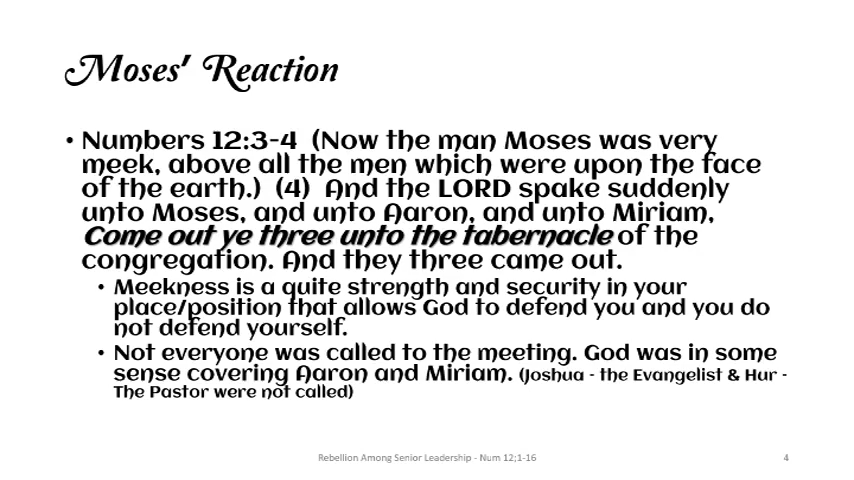 Moses' Reaction
• Numbers 12:3-4 (Now the man Moses was very
meek, above all the men which were upon the face
of the earth.) (4) And the LORD spake suddenly
unto Moses, and unto Aaron, and unto Miriam,
Come out ye three unto the tabernacle of the
congregation. And they three came out.
• Meekness is a quite strength and security in your
place/position that allows God to defend you and you do
not defend yourself.
• Not everyone was called to the meeting. God was in some
sense covering Aaron and Miriam. (Joshua - the Evangelist & Hur -
The Pastor were not called)
Rebellion Among Senior Leadership - Num 12;1-16
4